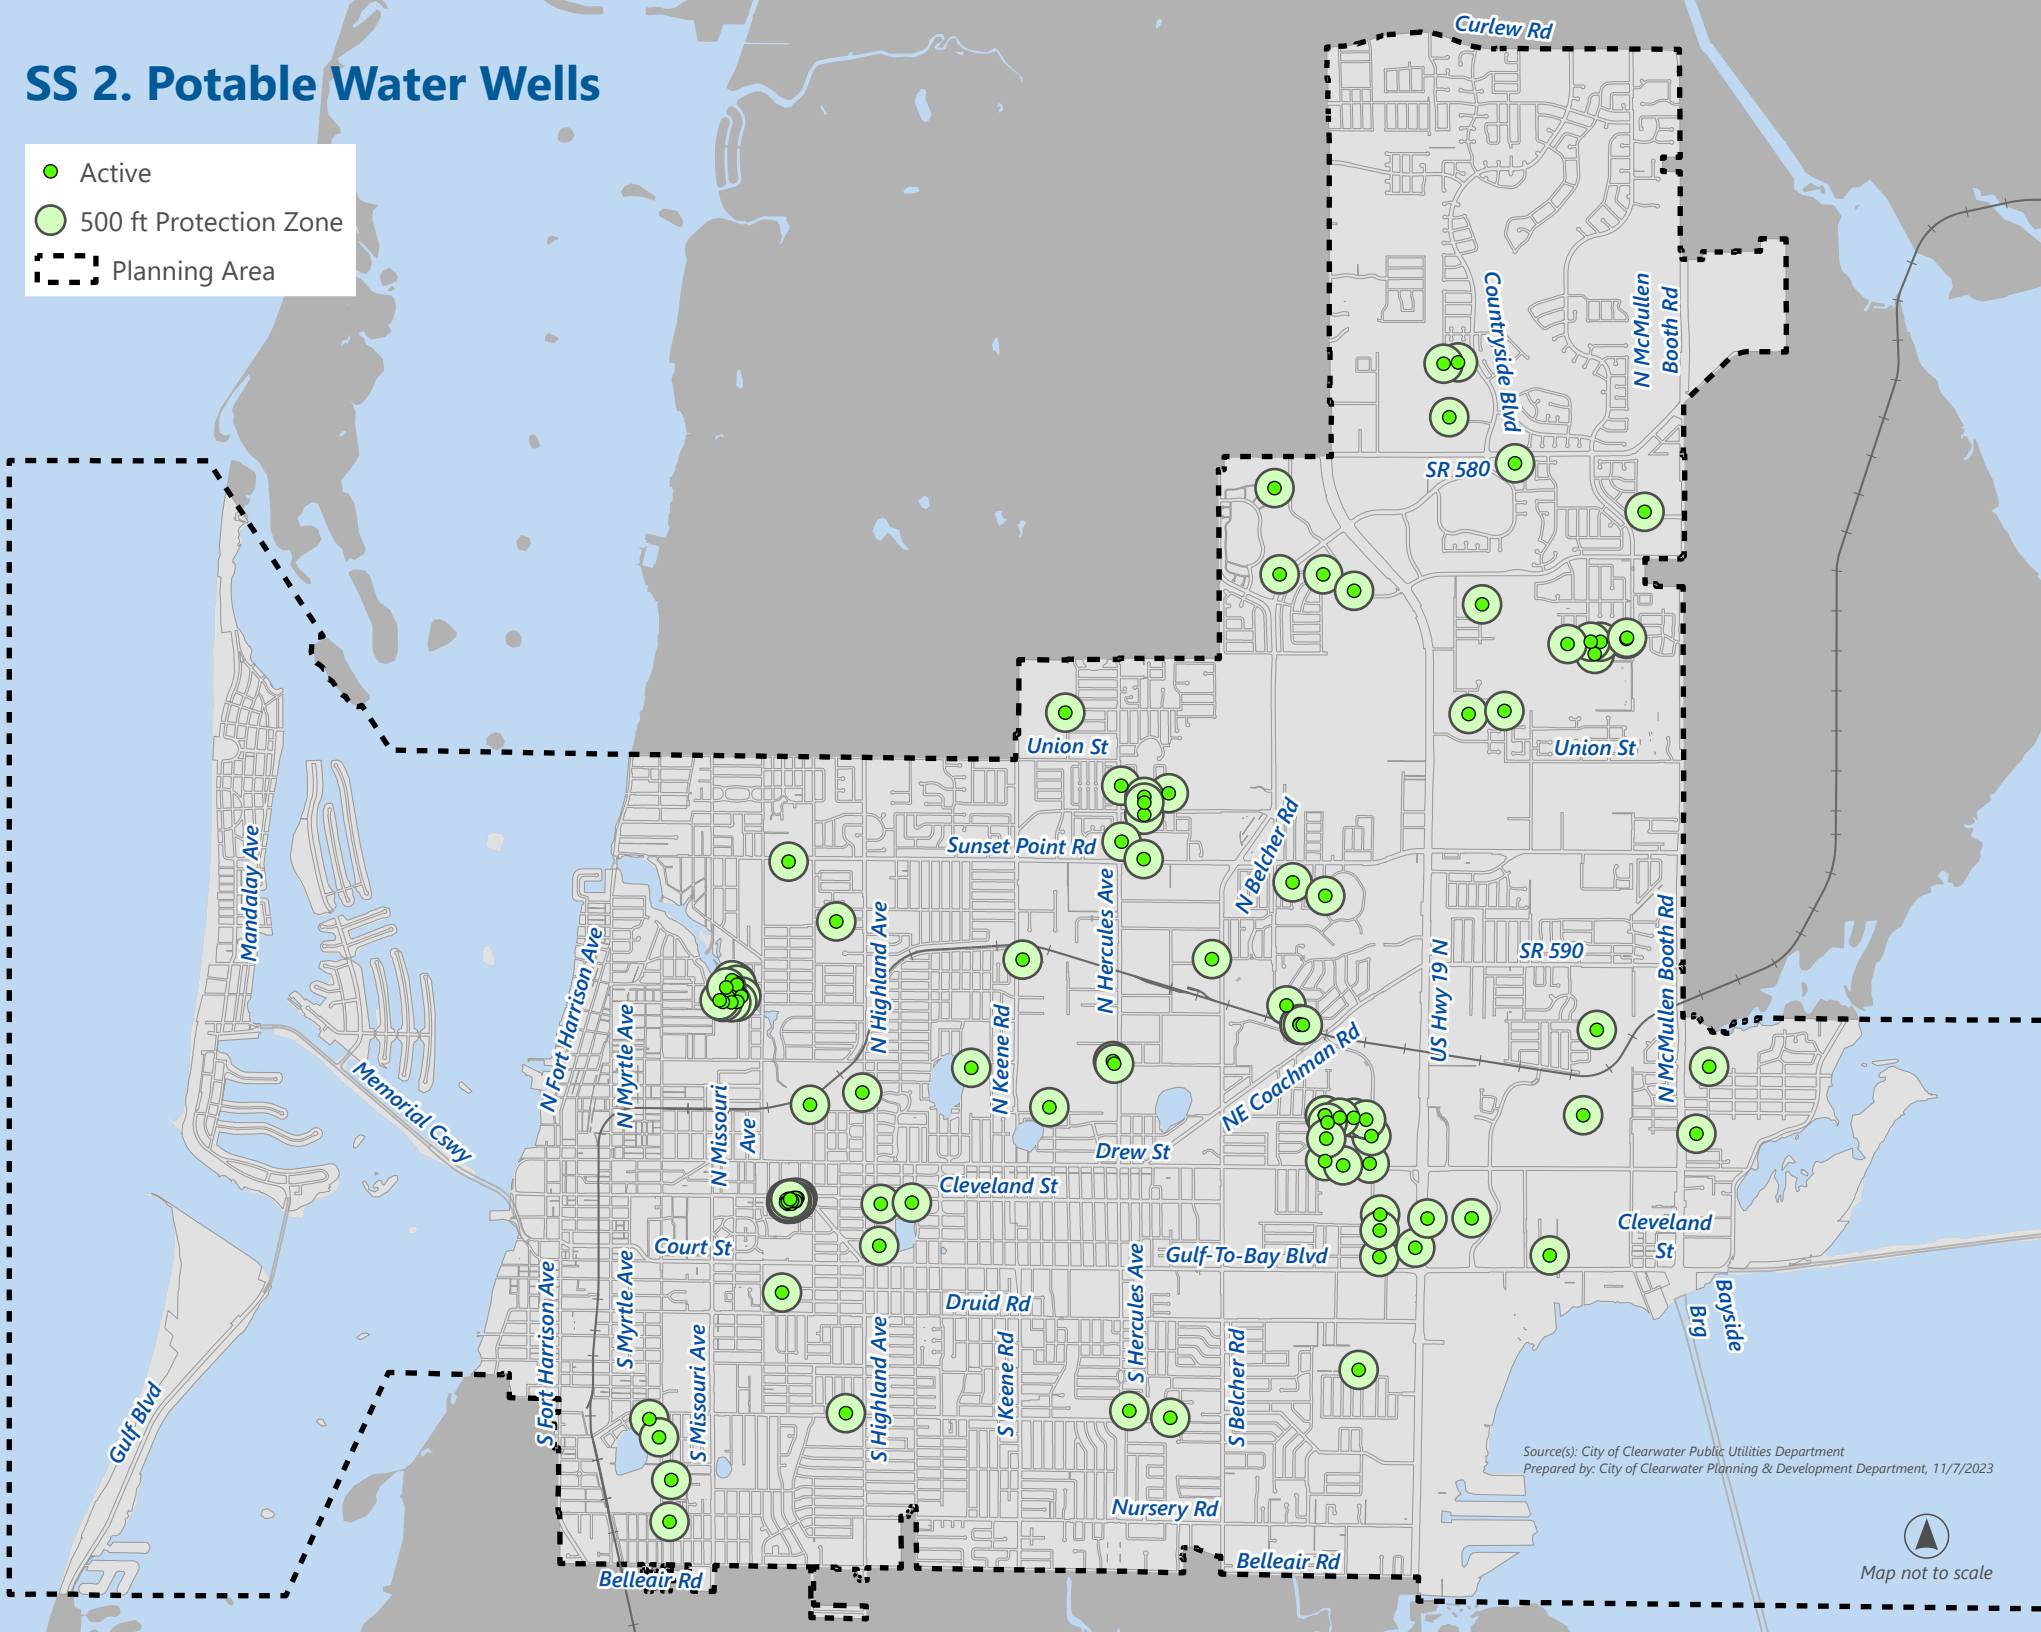 SS 2. Potable Water Wells
Active
500 ft Protection Zone
Planning Area
Curlew Rd
Countryside Blvd
N McMullen
Booth Rd
SR 580
Union St
Union St
Sunset Point Rd
N Belcher Rd
Mandalay Ave
N Fort Harrison Ave
N Highland Ave
N Hercules Ave
US Hwy 19 N
SR 590
N McMullen Booth Rd
N Myrtle Ave
N Keene Rd
NE Coachman Rd
Memorial Cswy
N Missouri
Ave
Drew St
Cleveland St
Court St
Gulf-To-Bay Blvd
Cleveland
St
Druid Rd
Bayside
Brg
S Fort Harrison Ave
S Myrtle Ave
S Missouri Ave
S Highland Ave
S Keene Rd
S Hercules Ave
S Belcher Rd
Gulf Blvd
Nursery Rd
Belleair Rd
Belleair Rd
Source(s): City of Clearwater Public Utilities Department
Prepared by: City of Clearwater Planning & Development Department, 11/7/2023
Map not to scale